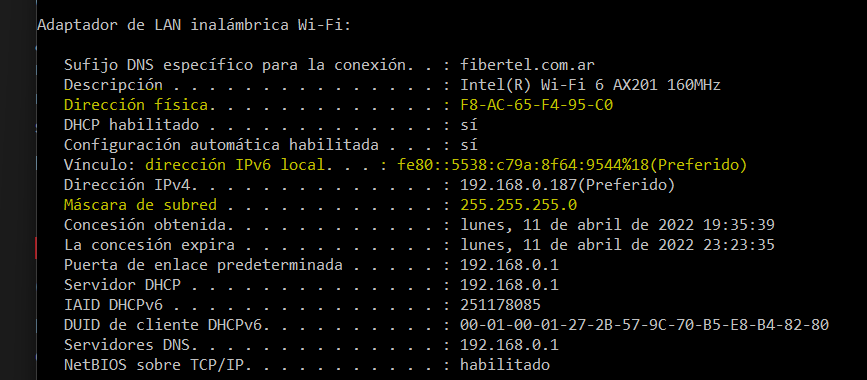 Adaptador de LAN inalámbrica Wi-Fi:
Sufijo DNS específico para la conexión. . : fibertel.com.ar
Descripción . . . . . . . . . . . . . . . : Intel(R) Wi-Fi 6 AX201 160MHz
Dirección física. . . . . . . . . . . . . : F8-AC-65-F4-95-C0
DHCP habilitado . . . . . . . . . . . . . : sí
Configuración automática habilitada . . . : sí
Vínculo: dirección IPv6 local. . . : fe80::5538:c79a:8f64:9544%18(Preferido)
Dirección IPv4. . . . . . . . . . . . . . : 192.168.0.187(Preferido)
Máscara de subred . . . . . . . . . . . . : 255.255.255.0
Concesión obtenida. . . . . . . . . . . . : lunes, 11 de abril de 2022 19:35:39
La concesión expira . . . . . . . . . . . : lunes, 11 de abril de 2022 23:23:35
Puerta de enlace predeterminada . . . . . : 192.168.0.1
Servidor DHCP . . . . . . . . . . . . . . : 192.168.0.1
IAID DHCPv6 . . . . . . . . . . . . . . . : 251178085
DUID de cliente DHCPv6. . . . . . . . . . : 00-01-00-01-27-2B-57-9C-70-B5-E8-B4-82-80
Servidores DNS. . . . . . . . . . . . . . : 192.168.0.1
NetBIOS sobre TCP/IP. . . . . . . . . . . : habilitado